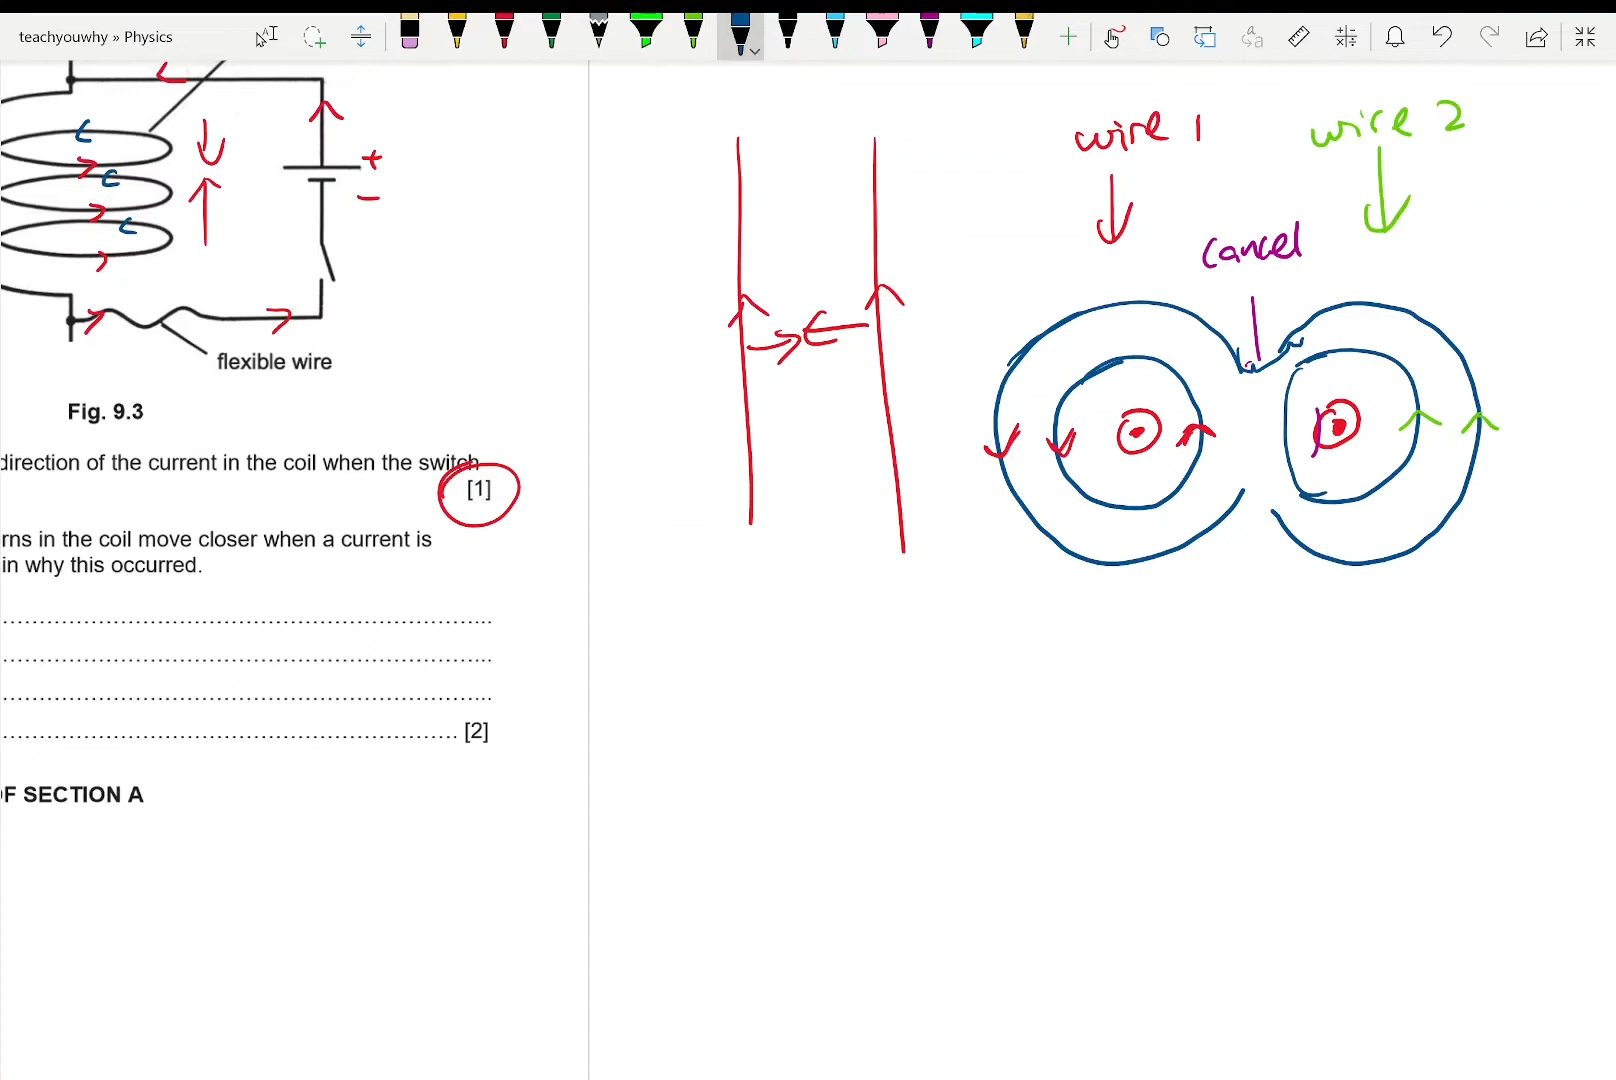 teachyouwhy » Physics
+
−
flexible wire
Fig. 9.3
direction of the current in the coil when the switch
[1]
rns in the coil move closer when a current is
in why this occurred.
[2]
F SECTION A
wire 1
wire 2
cancel